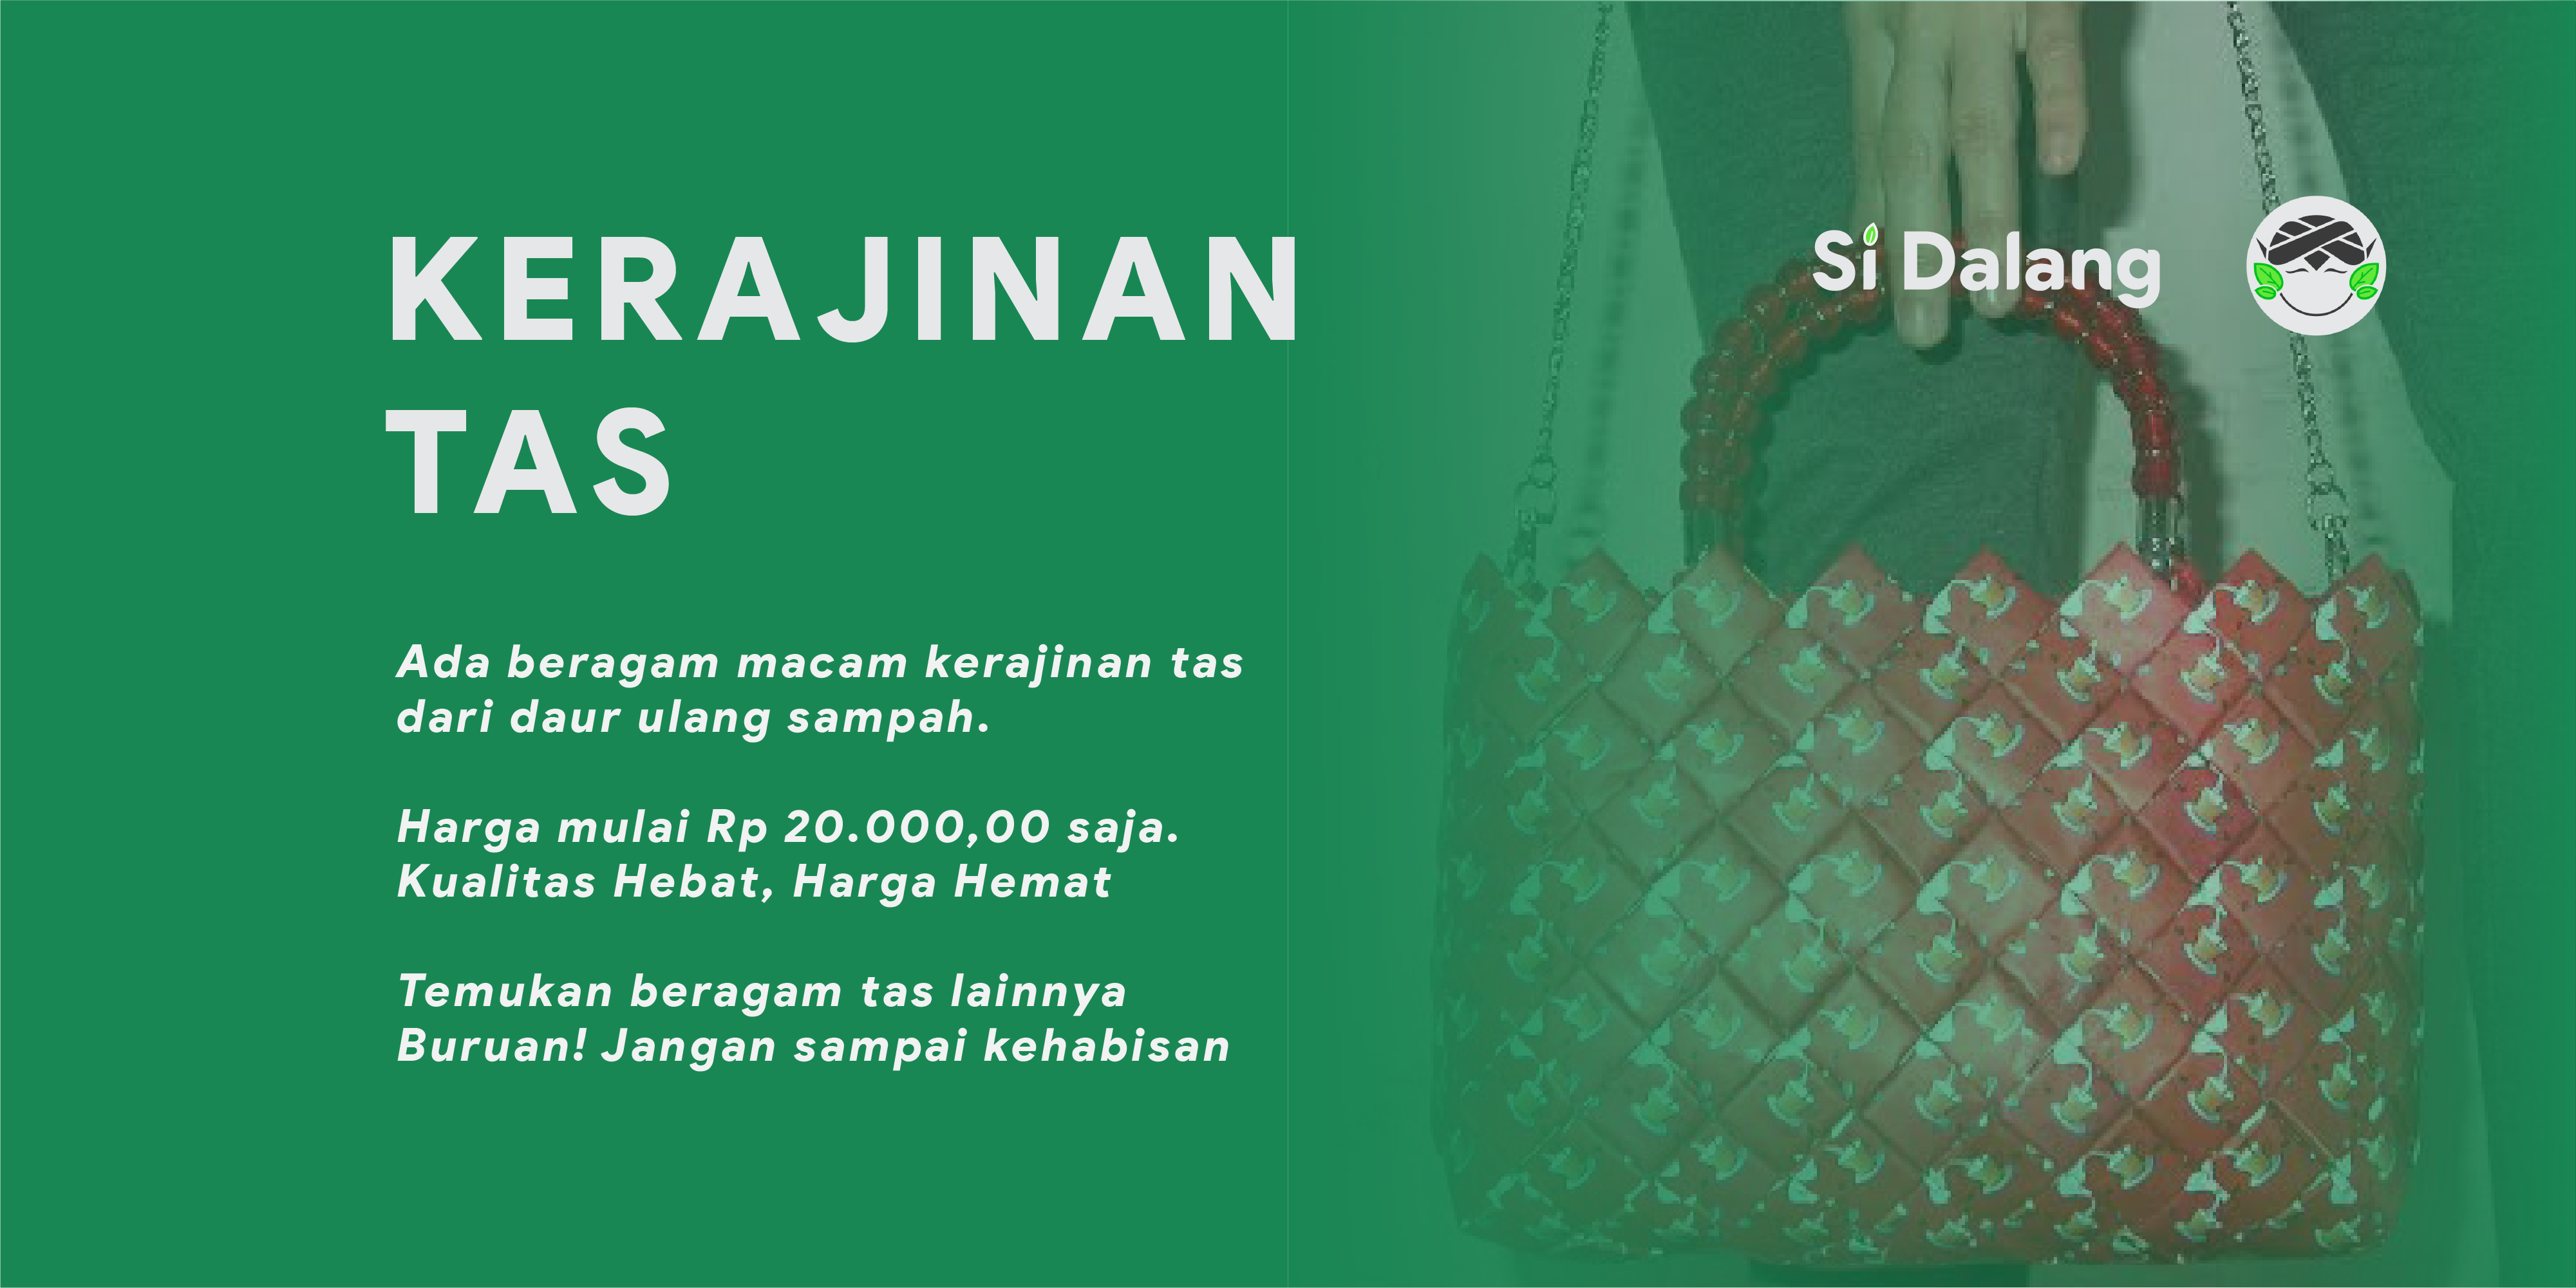 KERAJINAN
TAS
Si Dalang
Ada beragam macam kerajinan tas
dari daur ulang sampah.
Harga mulai Rp 20.000,00 saja.
Kualitas Hebat, Harga Hemat
Temukan beragam tas lainnya
Buruan! Jangan sampai kehabisan